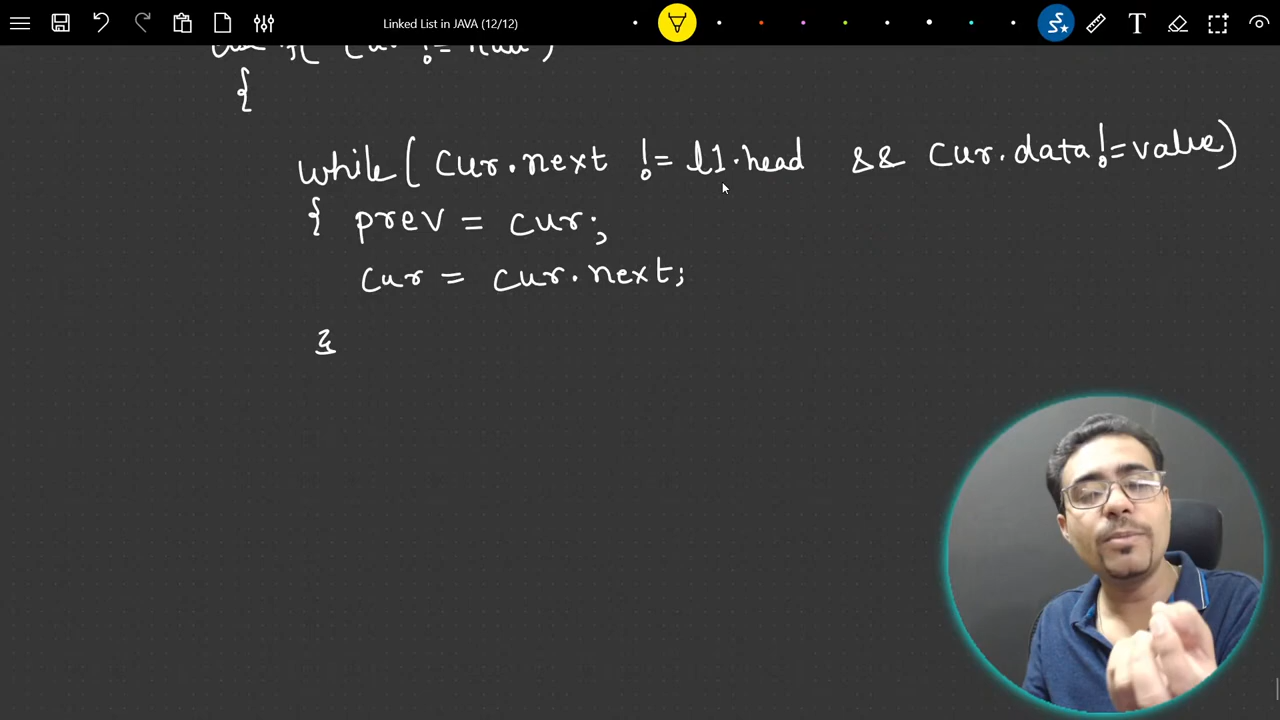 Linked List in JAVA (12/12)
T
{
while( cur.next != l1.head && cur.data != value)
{ prev = cur;
cur = cur.next;
}